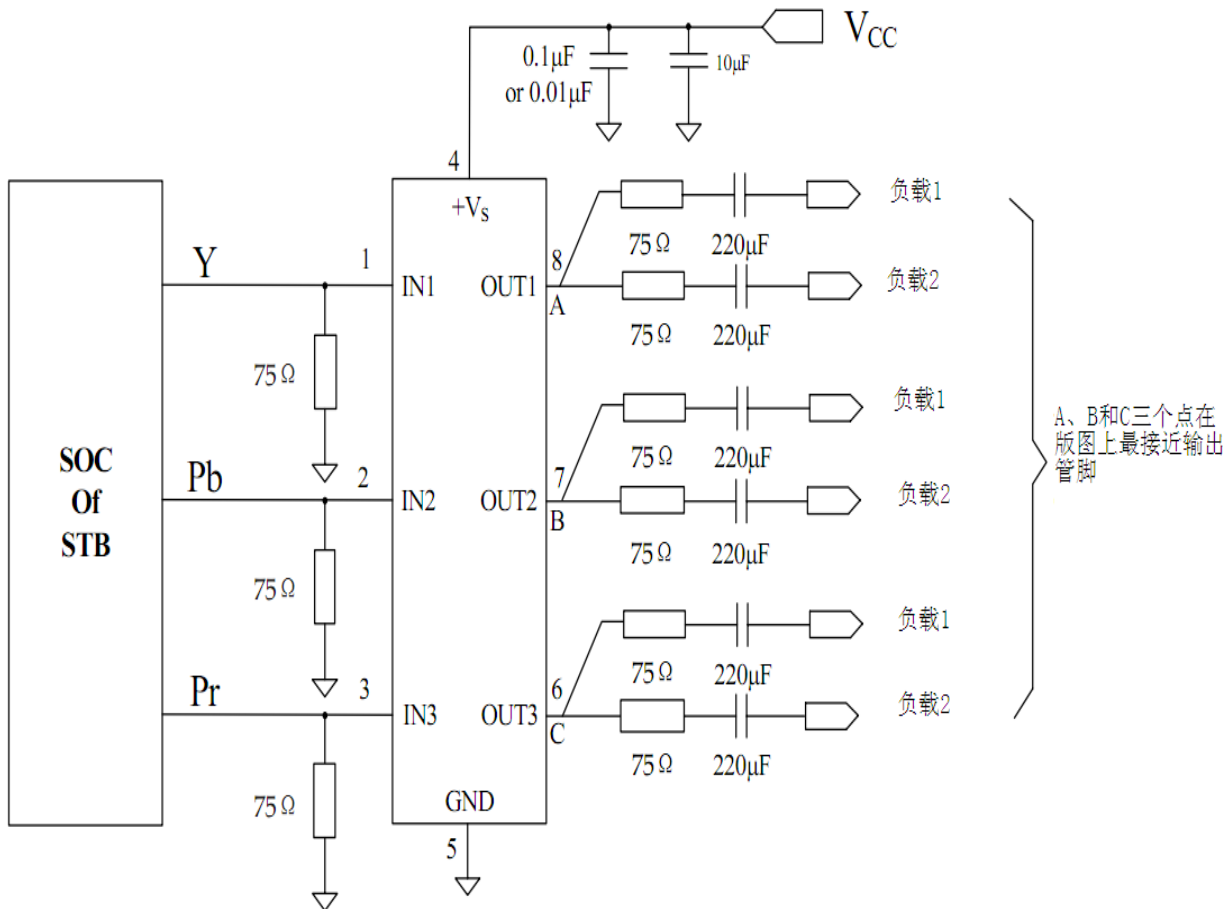 V_CC
0.1μF
or 0.01μF
10μF
4
+V_S
负载1
75Ω
220μF
Y
1
IN1
OUT1
8
A
负载2
75Ω
220μF
75Ω
负载1
75Ω
220μF
SOC
Of
STB
Pb
2
IN2
OUT2
7
B
负载2
75Ω
220μF
75Ω
A、B和C三个点在
版图上最接近输出
管脚
负载1
75Ω
220μF
Pr
3
IN3
OUT3
6
C
负载2
75Ω
220μF
75Ω
GND
5